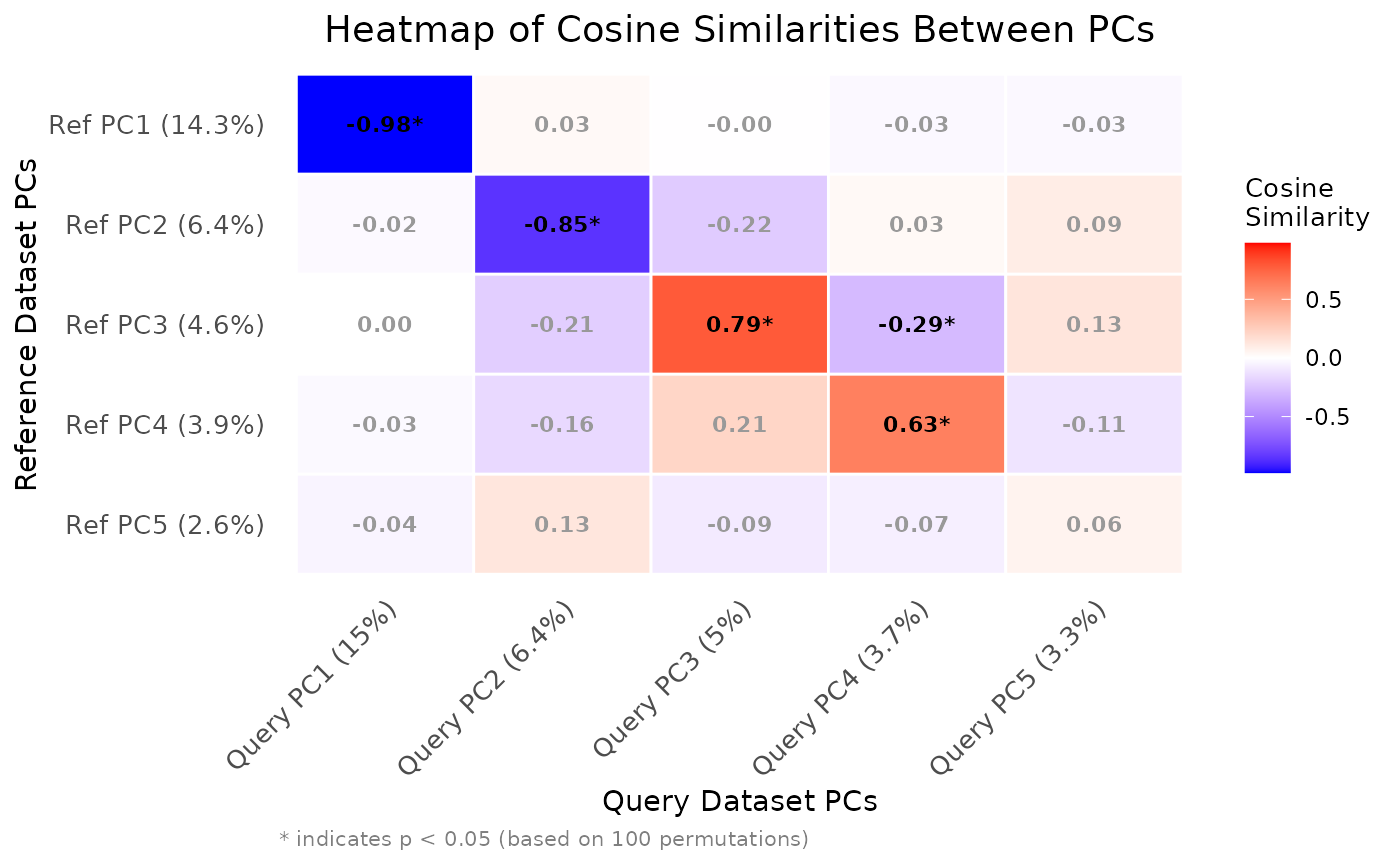 Heatmap of Cosine Similarities Between PCs
Reference Dataset PCs
Ref PC1 (14.3%) -0.98* 0.03 -0.00 -0.03 -0.03
Ref PC2 (6.4%) -0.02 -0.85* -0.22 0.03 0.09
Ref PC3 (4.6%) 0.00 -0.21 0.79* -0.29* 0.13
Ref PC4 (3.9%) -0.03 -0.16 0.21 0.63* -0.11
Ref PC5 (2.6%) -0.04 0.13 -0.09 -0.07 0.06
Query PC1 (15%) Query PC2 (6.4%) Query PC3 (5%) Query PC4 (3.7%) Query PC5 (3.3%)
Query Dataset PCs
* indicates p < 0.05 (based on 100 permutations)
Cosine
Similarity
0.5
0.0
-0.5